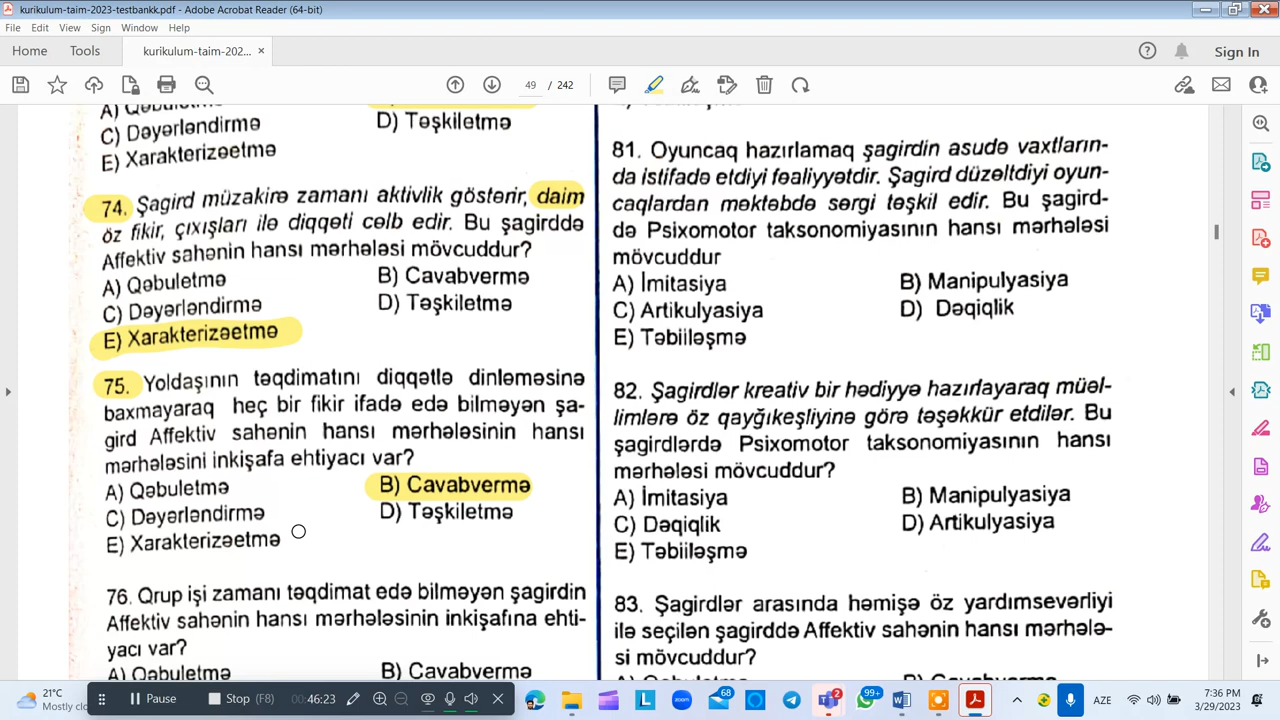 kurikulum-taim-2023-testbankk.pdf - Adobe Acrobat Reader (64-bit)
File Edit View Sign Window Help
Home Tools kurikulum-taim-202... × Sign In
49 / 242
A) Qəbuletmə
C) Dəyərləndirmə D) Təşkiletmə
E) Xarakterizəetmə
74. Şagird müzakirə zamanı aktivlik göstərir, daim
öz fikir, çıxışları ilə diqqəti cəlb edir. Bu şagirddə
Affektiv sahənin hansı mərhələsi mövcuddur?
A) Qəbuletmə B) Cavabvermə
C) Dəyərləndirmə D) Təşkiletmə
E) Xarakterizəetmə
75. Yoldaşının təqdimatını diqqətlə dinləməsinə
baxmayaraq heç bir fikir ifadə edə bilməyən şa-
gird Affektiv sahənin hansı mərhələsinin hansı
mərhələsini inkişafa ehtiyacı var?
A) Qəbuletmə B) Cavabvermə
C) Dəyərləndirmə D) Təşkiletmə
E) Xarakterizəetmə
76. Qrup işi zamanı təqdimat edə bilməyən şagirdin
Affektiv sahənin hansı mərhələsinin inkişafına ehti-
yacı var?
A) Qəbuletmə B) Cavabvermə
81. Oyuncaq hazırlamaq şagirdin asudə vaxtların-
da istifadə etdiyi fəaliyyətdir. Şagird düzəltdiyi oyun-
caqlardan məktəbdə sərgi təşkil edir. Bu şagird-
də Psixomotor taksonomiyasının hansı mərhələsi
mövcuddur
A) İmitasiya B) Manipulyasiya
C) Artikulyasiya D) Dəqiqlik
E) Təbiiləşmə
82. Şagirdlər kreativ bir hədiyyə hazırlayaraq müəl-
limlərə öz qayğıkeşliyinə görə təşəkkür etdilər. Bu
şagirdlərdə Psixomotor taksonomiyasının hansı
mərhələsi mövcuddur?
A) İmitasiya B) Manipulyasiya
C) Dəqiqlik D) Artikulyasiya
E) Təbiiləşmə
83. Şagirdlər arasında həmişə öz yardımsevərliyi
ilə seçilən şagirddə Affektiv sahənin hansı mərhələ-
si mövcuddur?
21°C
Mostly clo
Pause Stop (F8) 00:46:23
68 2 99+
AZE
7:36 PM
3/29/2023